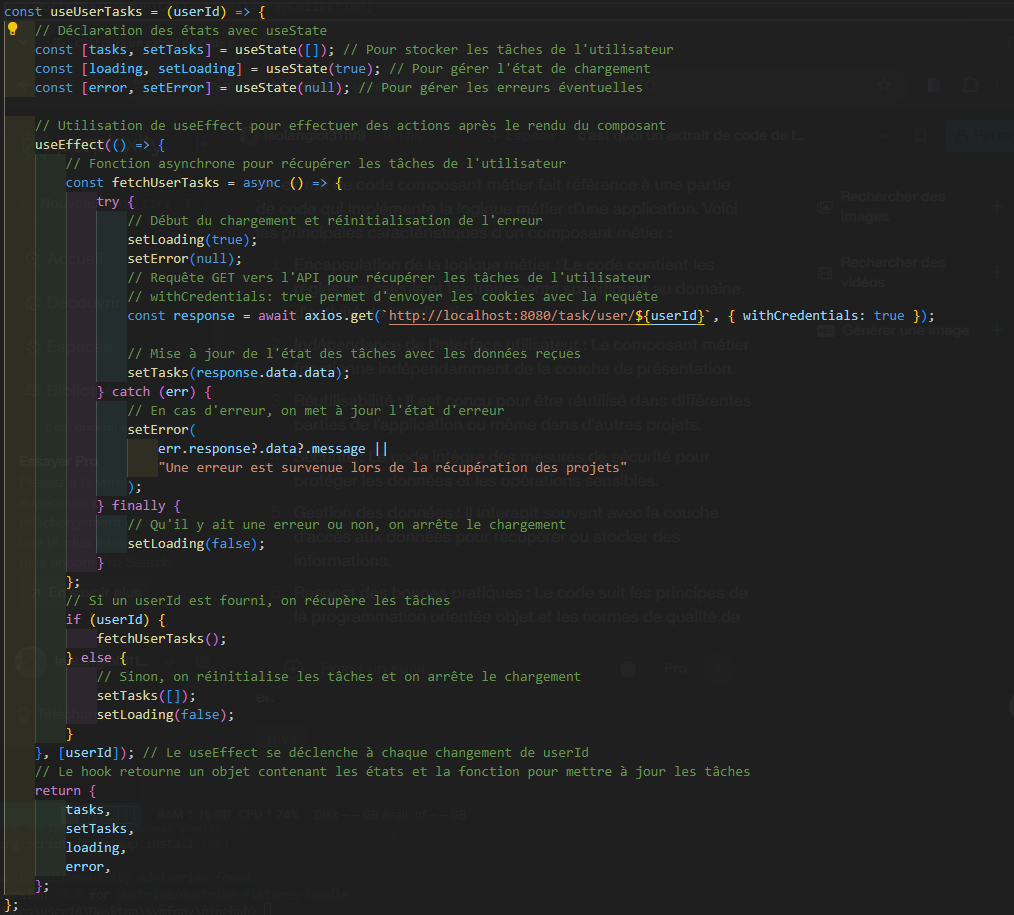 const useUserTasks = (userId) => {
// Déclaration des états avec useState
const [tasks, setTasks] = useState([]); // Pour stocker les tâches de l'utilisateur
const [loading, setLoading] = useState(true); // Pour gérer l'état de chargement
const [error, setError] = useState(null); // Pour gérer les erreurs éventuelles
// Utilisation de useEffect pour effectuer des actions après le rendu du composant
useEffect(() => {
// Fonction asynchrone pour récupérer les tâches de l'utilisateur
const fetchUserTasks = async () => {
try {
// Début du chargement et réinitialisation de l'erreur
setLoading(true);
setError(null);
// Requête GET vers l'API pour récupérer les tâches de l'utilisateur
// withCredentials: true permet d'envoyer les cookies avec la requête
const response = await axios.get(`http://localhost:8080/task/user/${userId}`, { withCredentials: true });
// Mise à jour de l'état des tâches avec les données reçues
setTasks(response.data.data);
} catch (err) {
// En cas d'erreur, on met à jour l'état d'erreur
setError(
err.response?.data?.message ||
"Une erreur est survenue lors de la récupération des projets"
);
} finally {
// Qu'il y ait une erreur ou non, on arrête le chargement
setLoading(false);
}
};
// Si un userId est fourni, on récupère les tâches
if (userId) {
fetchUserTasks();
} else {
// Sinon, on réinitialise les tâches et on arrête le chargement
setTasks([]);
setLoading(false);
}
}, [userId]); // Le useEffect se déclenche à chaque changement de userId
// Le hook retourne un objet contenant les états et la fonction pour mettre à jour les tâches
return {
tasks,
setTasks,
loading,
error,
};
};